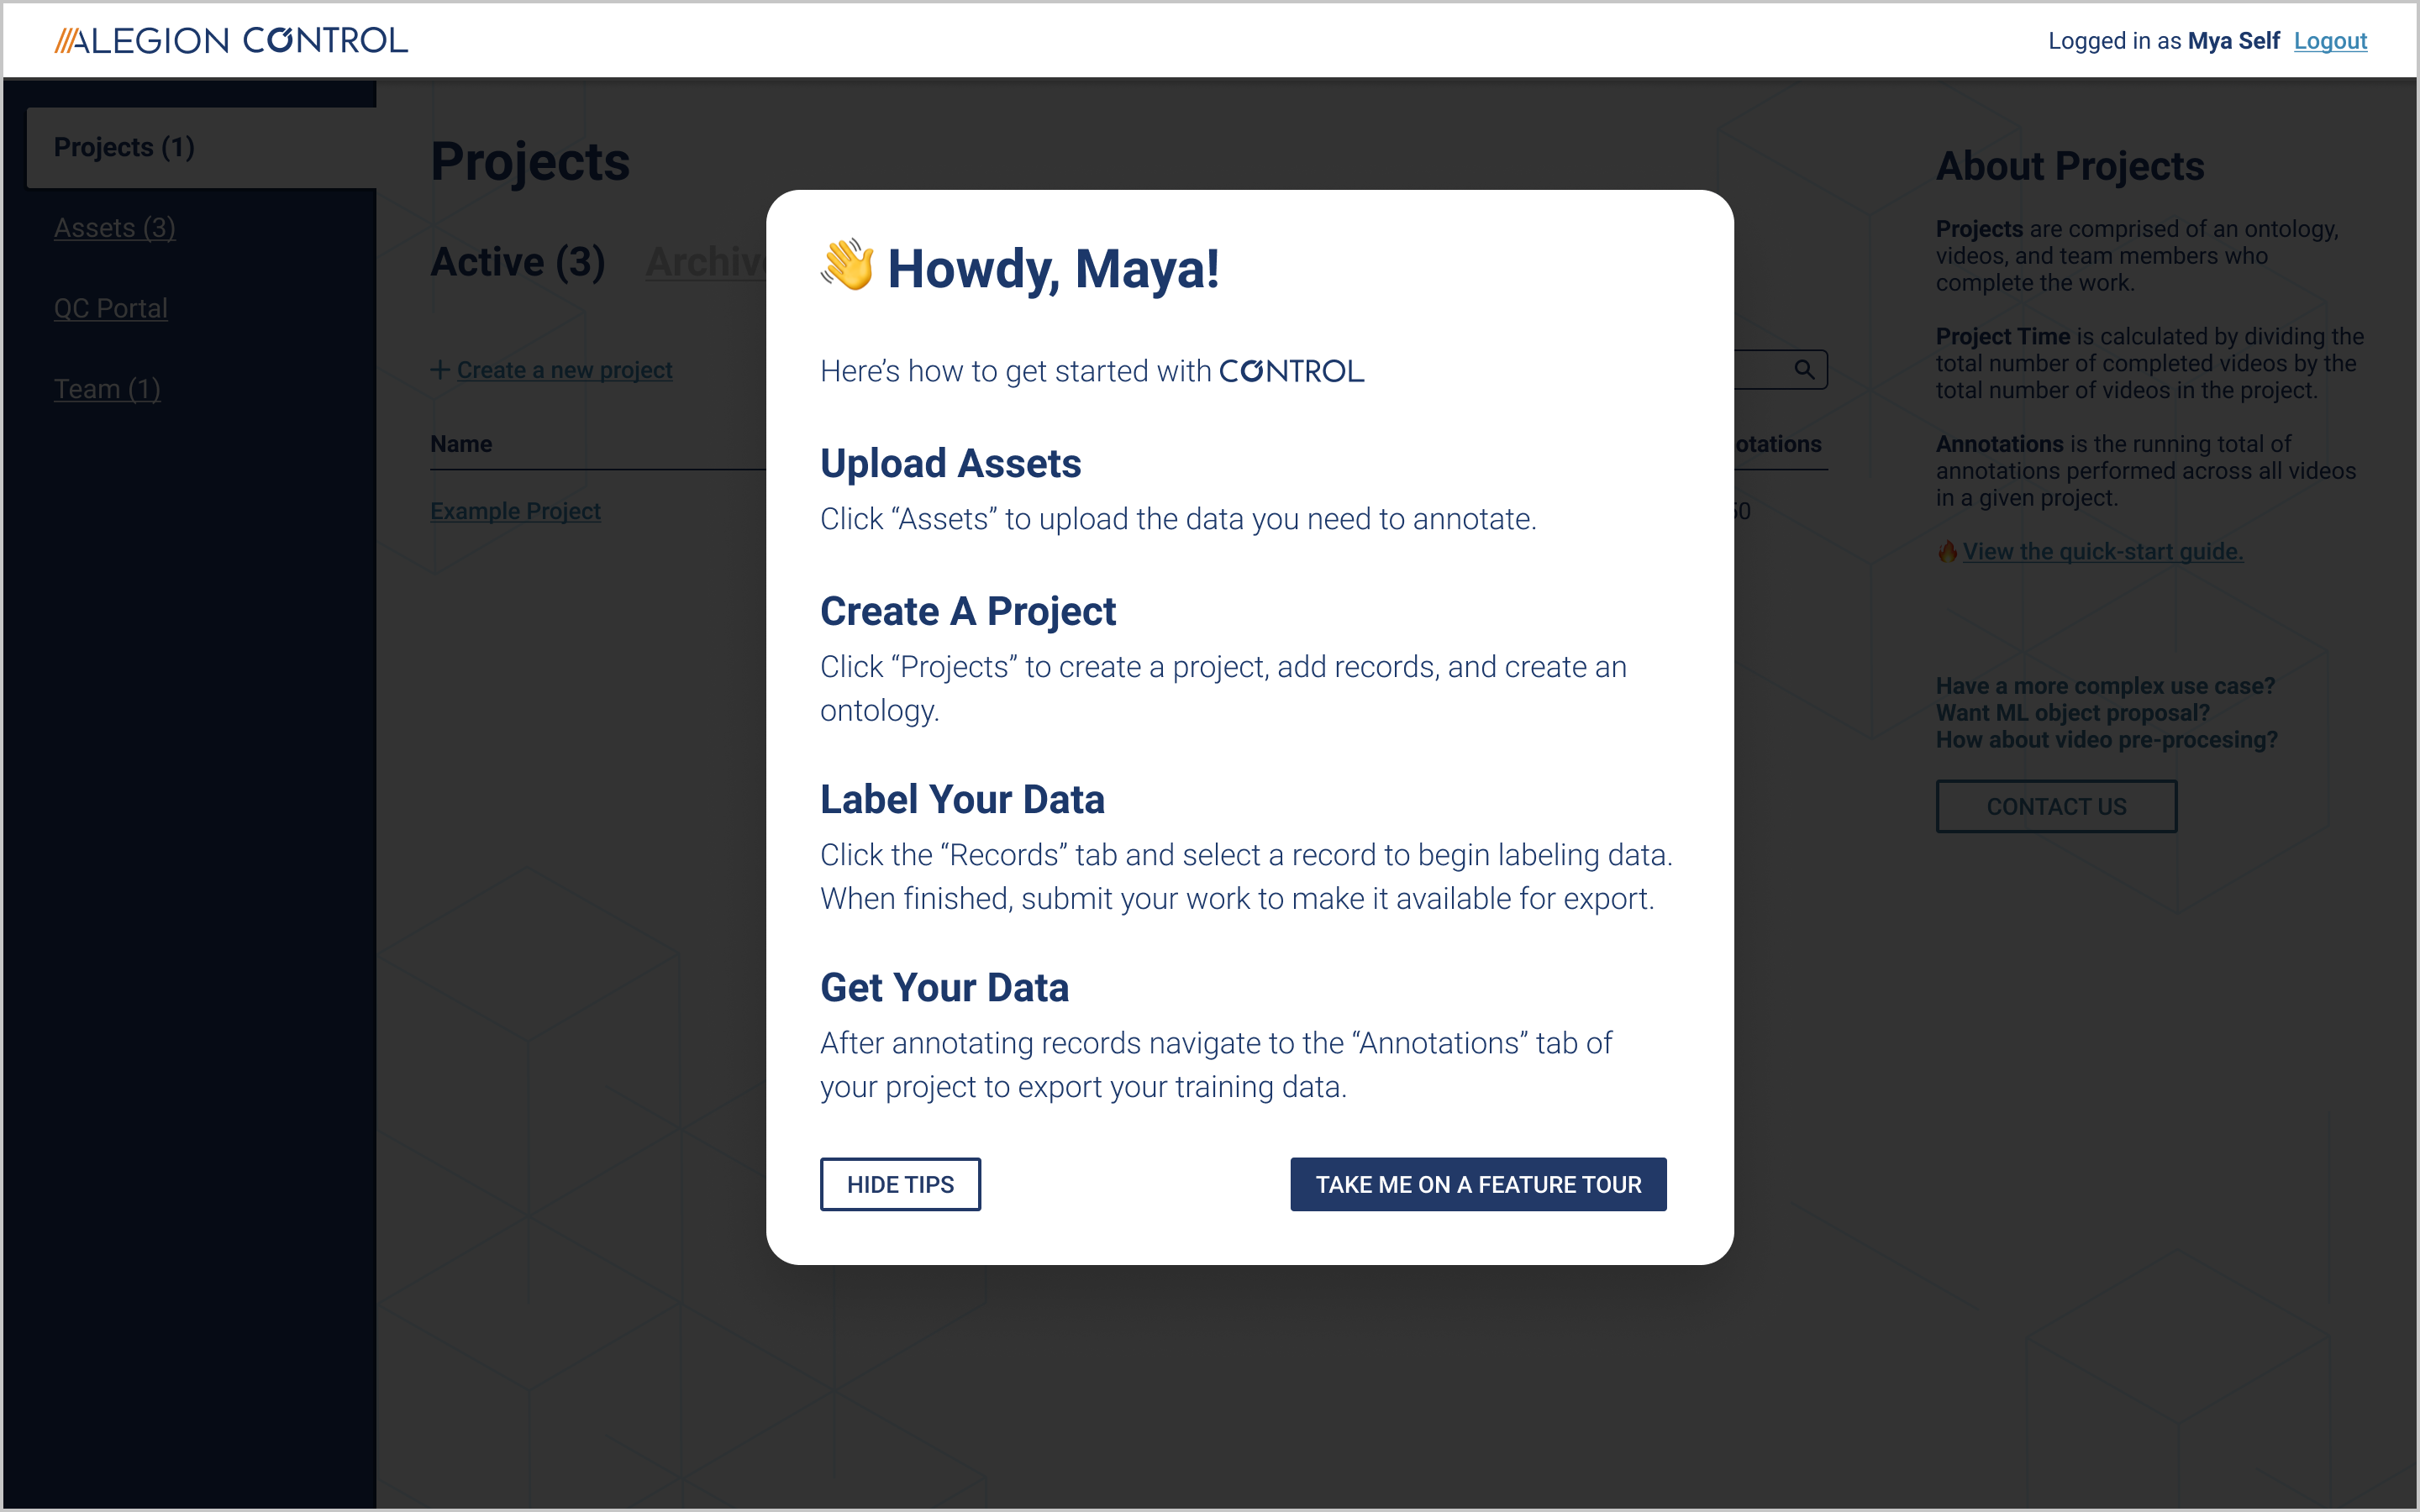 ALEGION CONTROL
Logged in as Mya Self Logout
Projects (1)
Assets (3)
QC Portal
Team (1)
Projects
Active (3)
Create a new project
Name
Example Project
👋 Howdy, Maya!
Here’s how to get started with CONTROL
Upload Assets
Click “Assets” to upload the data you need to annotate.
Create A Project
Click “Projects” to create a project, add records, and create an
ontology.
Label Your Data
Click the “Records” tab and select a record to begin labeling data.
When finished, submit your work to make it available for export.
Get Your Data
After annotating records navigate to the “Annotations” tab of
your project to export your training data.
HIDE TIPS
TAKE ME ON A FEATURE TOUR
About Projects
Projects are comprised of an ontology,
videos, and team members who
complete the work.
Project Time is calculated by dividing the
total number of completed videos by the
total number of videos in the project.
Annotations is the running total of
annotations performed across all videos
in a given project.
🔥 View the quick-start guide.
Have a more complex use case?
Want ML object proposal?
How about video pre-procesing?
CONTACT US